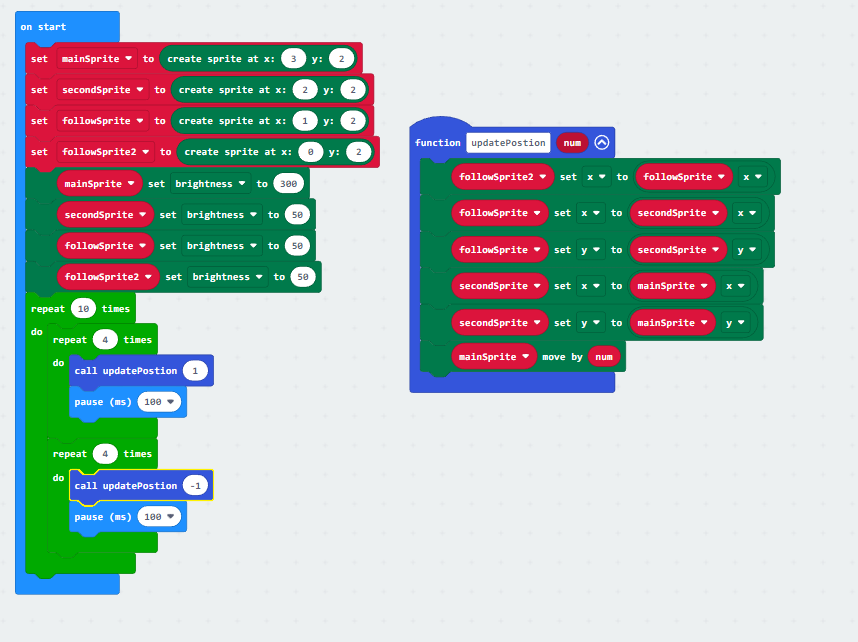 on start
set mainSprite to create sprite at x: 3 y: 2
set secondSprite to create sprite at x: 2 y: 2
set followSprite to create sprite at x: 1 y: 2
set followSprite2 to create sprite at x: 0 y: 2
mainSprite set brightness to 300
secondSprite set brightness to 50
followSprite set brightness to 50
followSprite2 set brightness to 50
repeat 10 times
do
repeat 4 times
do
call updatePostion 1
pause (ms) 100
repeat 4 times
do
call updatePostion -1
pause (ms) 100
function updatePostion num
followSprite2 set x to followSprite x
followSprite set x to secondSprite x
followSprite set y to secondSprite y
secondSprite set x to mainSprite x
secondSprite set y to mainSprite y
mainSprite move by num